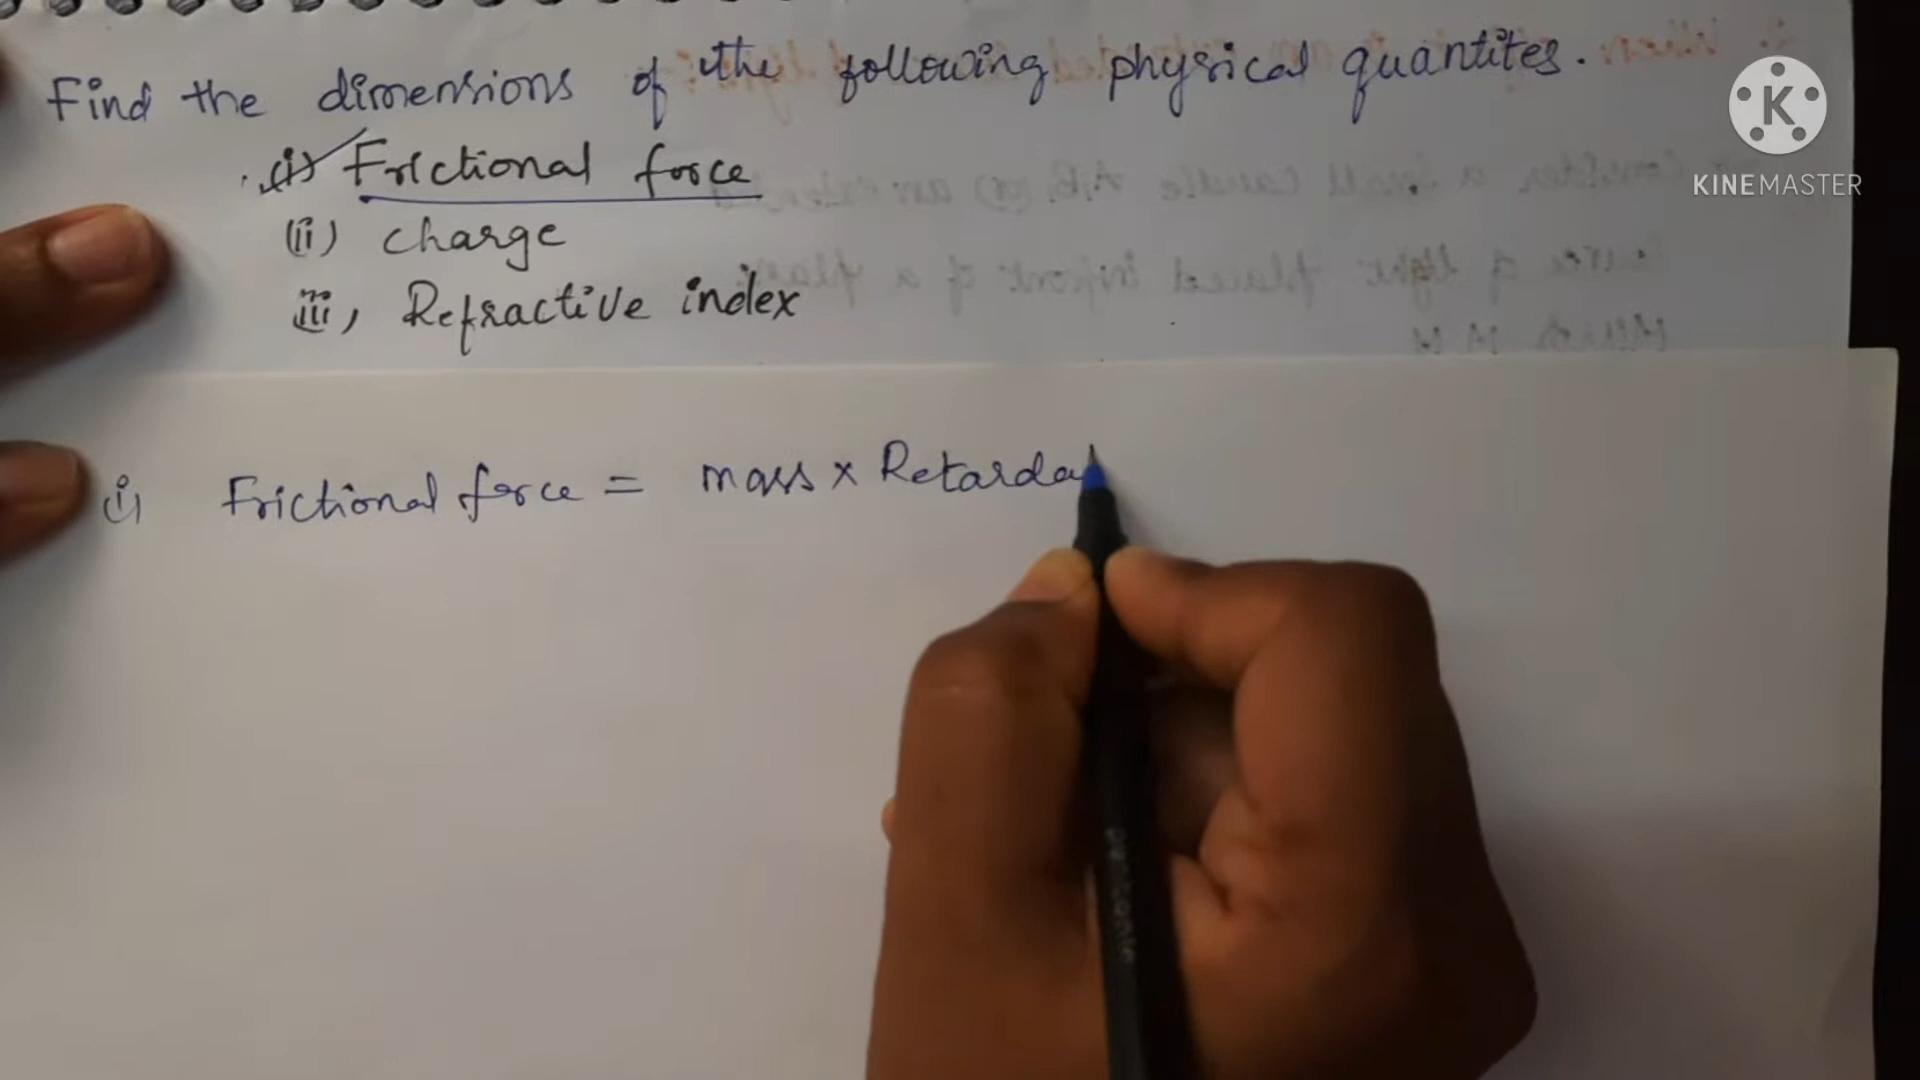 Find the dimensions of the following physical quantites.
(i) Frictional force
(ii) charge
iii, Refractive index
K
KINEMASTER
(i) Frictional force = mass x Retarda
pentonic